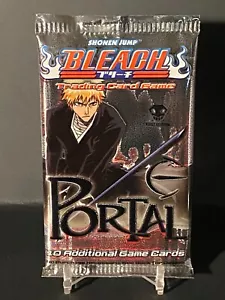 SHONEN JUMP
BLEACH
ブリーチ
Trading Card Game
PORTAL
10 Additional Game Cards